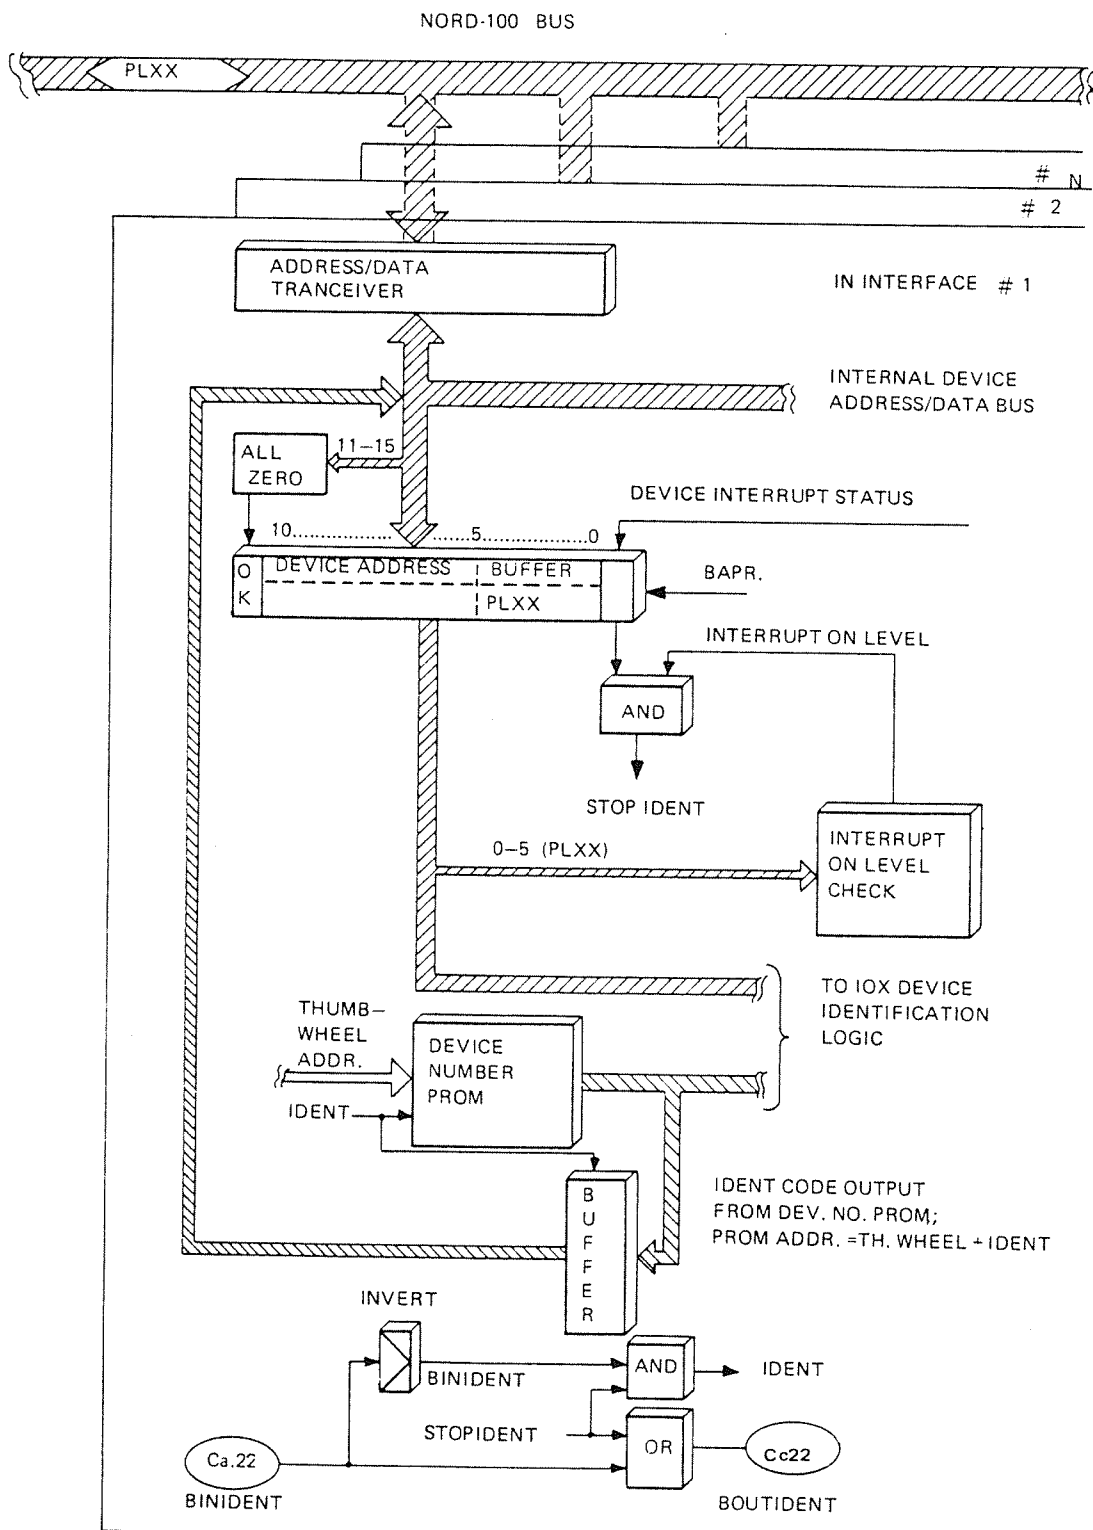 NORD-100 BUS
PLXX
# N
# 2
ADDRESS/DATA
TRANCEIVER
IN INTERFACE # 1
INTERNAL DEVICE
ADDRESS/DATA BUS
ALL
ZERO
11-15
DEVICE INTERRUPT STATUS
10..................5..................0
OK
DEVICE ADDRESS
BUFFER
PLXX
BAPR.
INTERRUPT ON LEVEL
AND
STOP IDENT
0-5 (PLXX)
INTERRUPT
ON LEVEL
CHECK
TO IOX DEVICE
IDENTIFICATION
LOGIC
THUMB-
WHEEL
ADDR.
DEVICE
NUMBER
PROM
IDENT
BUFFER
IDENT CODE OUTPUT
FROM DEV. NO. PROM;
PROM ADDR. =TH. WHEEL + IDENT
INVERT
BINIDENT
AND
IDENT
STOPIDENT
OR
Ca.22
BINIDENT
Cc22
BOUTIDENT